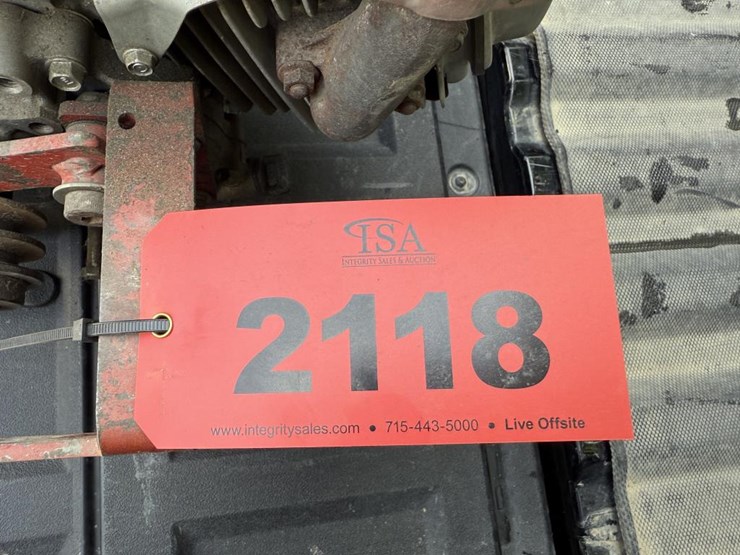 ISA
INTEGRITY SALES & AUCTION
2118
www.integritysales.com • 715-443-5000 • Live Offsite